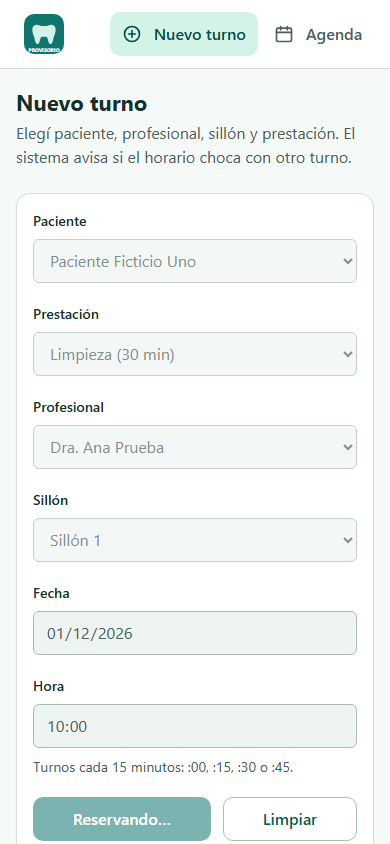 PROVISORIO
Nuevo turno
Agenda
Nuevo turno
Elegí paciente, profesional, sillón y prestación. El
sistema avisa si el horario choca con otro turno.
Paciente
Paciente Ficticio Uno
Prestación
Limpieza (30 min)
Profesional
Dra. Ana Prueba
Sillón
Sillón 1
Fecha
01/12/2026
Hora
10:00
Turnos cada 15 minutos: :00, :15, :30 o :45.
Reservando...
Limpiar